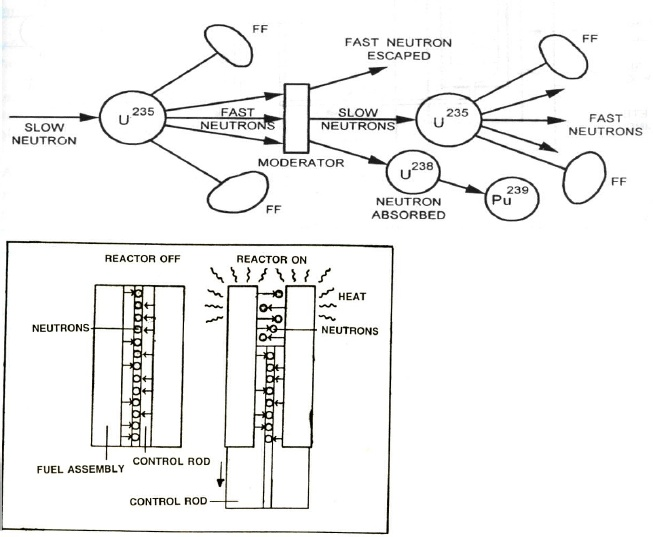 FF
FAST NEUTRON
ESCAPED
FF
SLOW
NEUTRON
U235
FAST
NEUTRONS
SLOW
NEUTRONS
U235
FAST
NEUTRONS
MODERATOR
U238
NEUTRON
ABSORBED
Pu239
FF
FF
REACTOR OFF
REACTOR ON
HEAT
NEUTRONS
NEUTRONS
FUEL ASSEMBLY
CONTROL ROD
CONTROL ROD